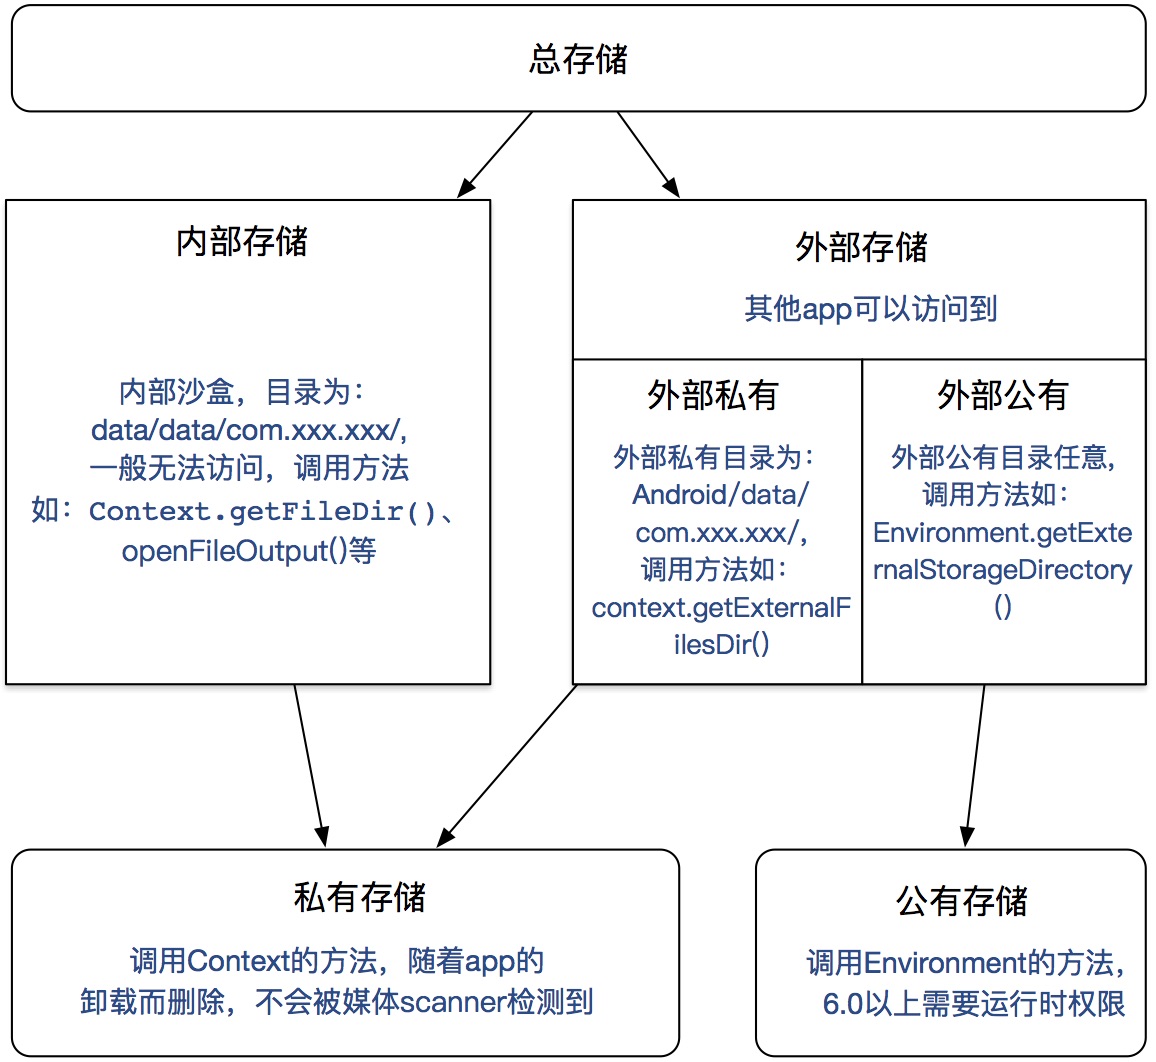 总存储
内部存储
内部沙盒，目录为：
data/data/com.xxx.xxx/,
一般无法访问，调用方法
如：Context.getFileDir()、
openFileOutput()等
外部存储
其他app可以访问到
外部私有
外部私有目录为：
Android/data/
com.xxx.xxx/,
调用方法如：
context.getExternalF
ilesDir()
外部公有
外部公有目录任意,
调用方法如：
Environment.getExte
rnalStorageDirectory
()
私有存储
调用Context的方法，随着app的
卸载而删除，不会被媒体scanner检测到
公有存储
调用Environment的方法，
6.0以上需要运行时权限